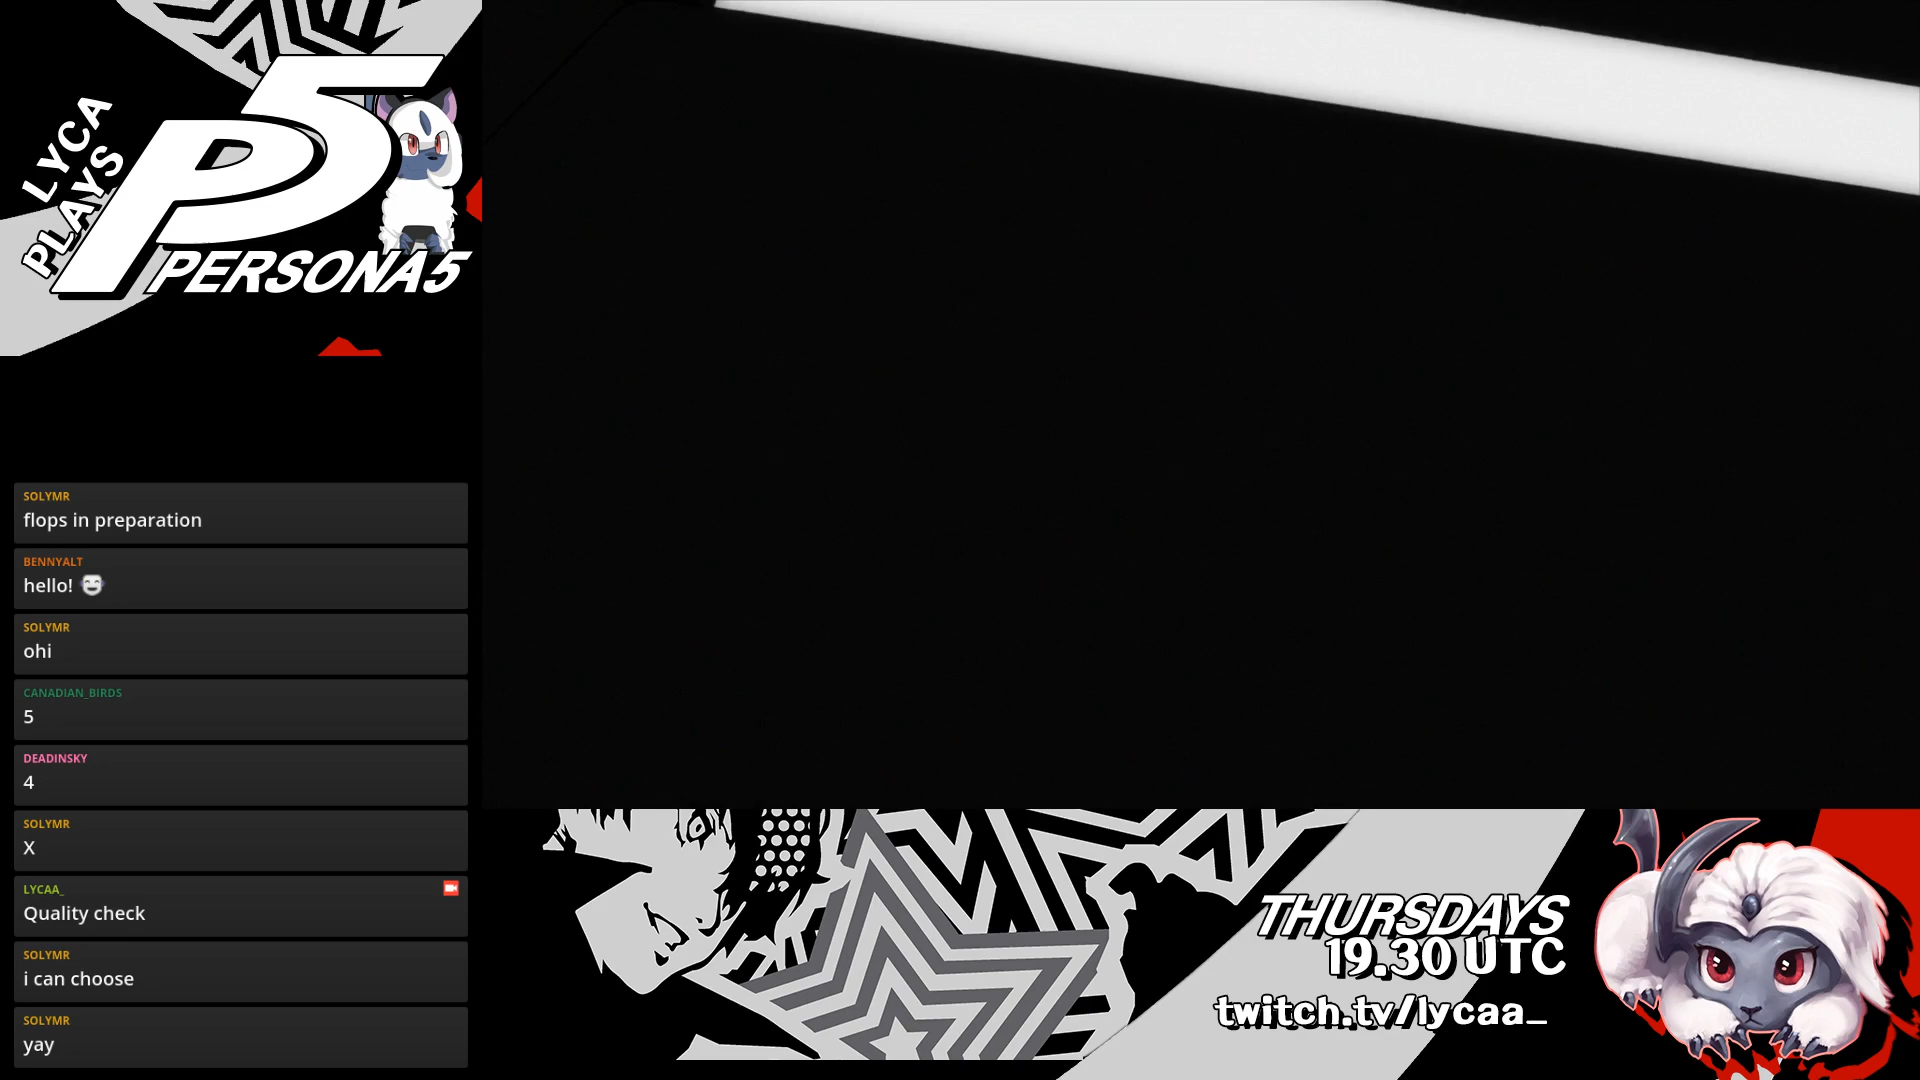 LYCA
PLAYS
P5
PERSONA5
SOLYMR
flops in preparation
BENNYALT
hello!
SOLYMR
ohi
CANADIAN_BIRDS
5
DEADINSKY
4
SOLYMR
X
LYCAA_
Quality check
SOLYMR
i can choose
SOLYMR
yay
THURSDAYS
19.30 UTC
twitch.tv/lycaa_